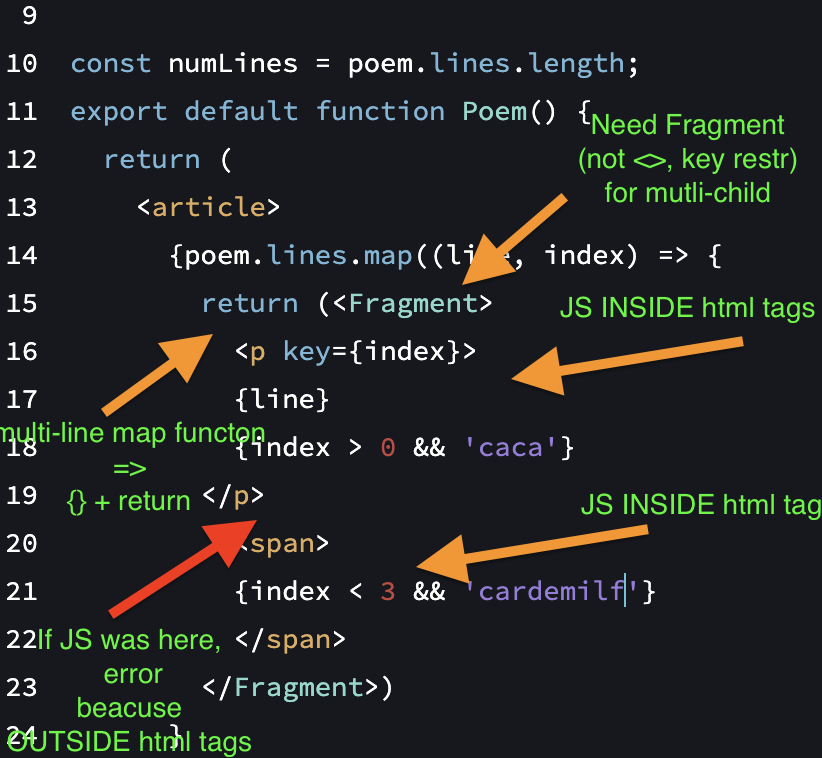 9
10 const numLines = poem.lines.length;
11 export default function Poem() {
Need Fragment
(not <>, key restr)
for mutli-child
12 return (
13 <article>
14 {poem.lines.map((line, index) => {
15 return (<Fragment>
JS INSIDE html tags
16 <p key={index}>
17 {line}
multi-line map functon
=>
{} + return
18 {index > 0 && 'caca'}
19 </p>
JS INSIDE html tag
20 <span>
21 {index < 3 && 'cardemilf'}
If JS was here,
error
beacuse
OUTSIDE html tags
22 </span>
23 </Fragment>)
24 }